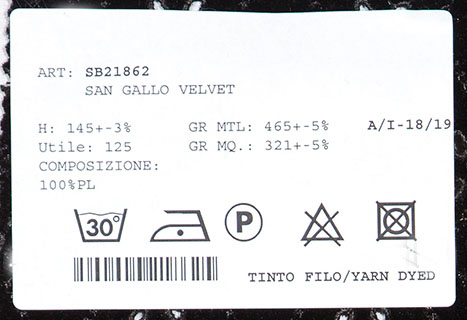 ART: SB21862
SAN GALLO VELVET
H: 145+-3% GR MTL: 465+-5% A/I-18/19
Utile: 125 GR MQ.: 321+-5%
COMPOSIZIONE:
100%PL
30° P
TINTO FILO/YARN DYED